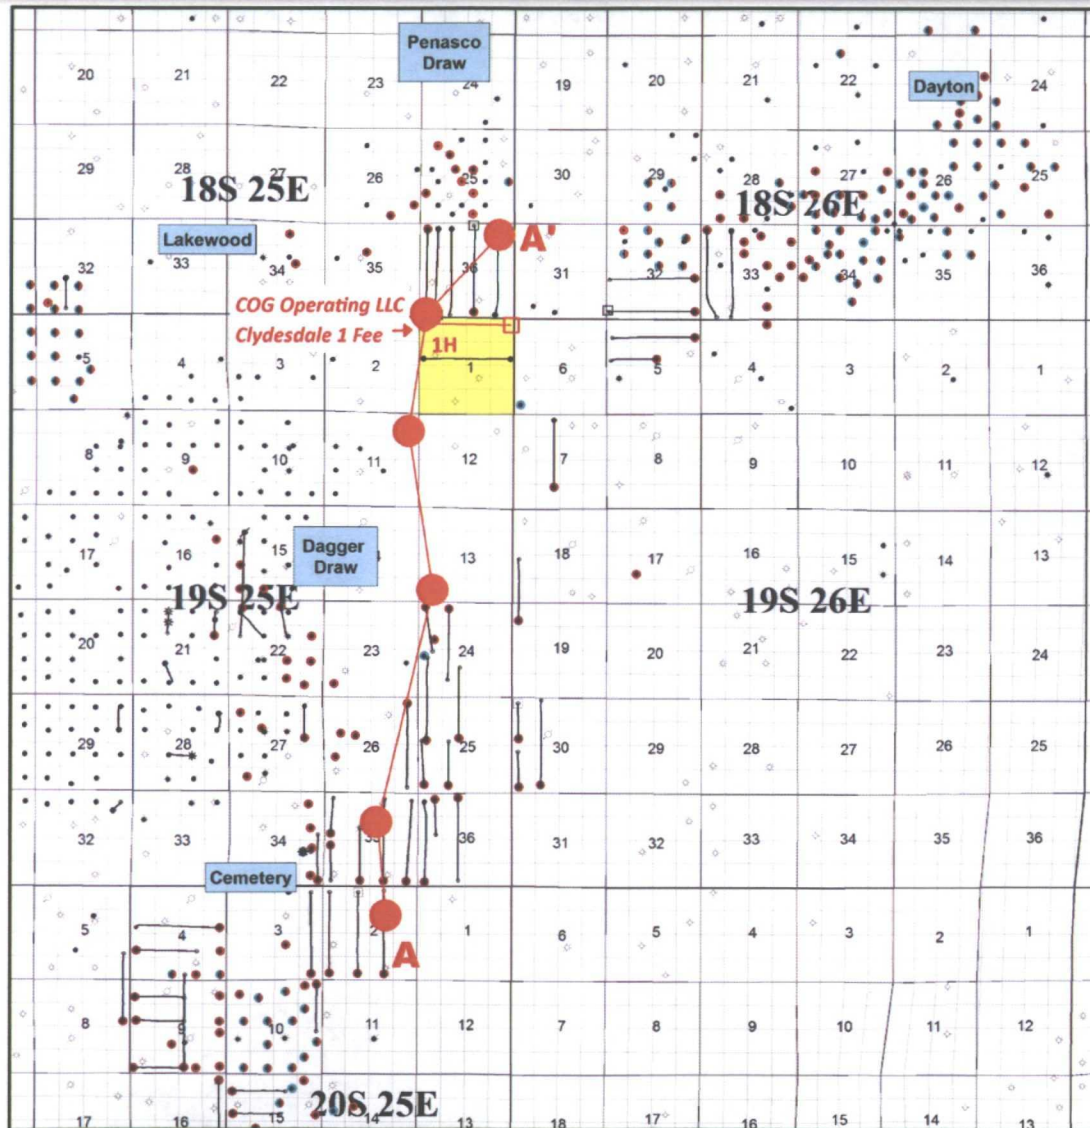 Penasco
Draw
20 21 22 23 24 19 20 21 22 Dayton 24
29 28 27 26 25 30 29 28 27 26 25
18S 25E
18S 26E
Lakewood
A'
32 33 34 35 36 31 32 33 34 35 36
COG Operating LLC
Clydesdale 1 Fee
1H
5 4 3 2 1 6 5 4 3 2 1
8 9 10 11 12 7 8 9 10 11 12
Dagger
Draw
17 16 15 13 18 17 16 15 14 13
19S 25E
19S 26E
20 21 22 23 24 19 20 21 22 23 24
29 28 27 26 25 30 29 28 27 26 25
32 33 34 35 36 31 32 33 34 35 36
Cemetery
5 4 3 2 1 6 5 4 3 2 1
A
8 9 10 11 12 7 8 9 10 11 12
20S 25E
17 16 15 14 13 18 17 16 15 14 13